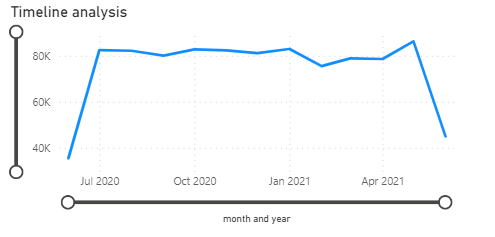 Timeline analysis
80K
60K
40K
Jul 2020 Oct 2020 Jan 2021 Apr 2021
month and year